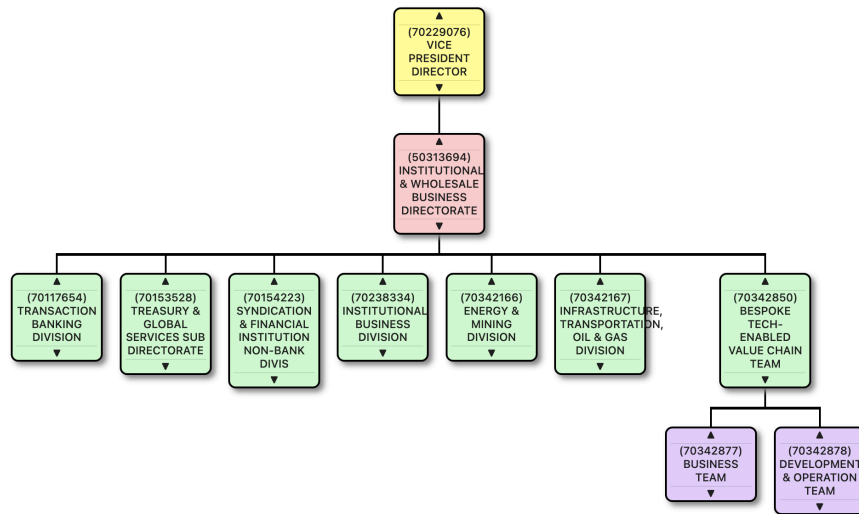 (70229076)
VICE
PRESIDENT
DIRECTOR
(50313694)
INSTITUTIONAL
& WHOLESALE
BUSINESS
DIRECTORATE
(70117654)
TRANSACTION
BANKING
DIVISION
(70153528)
TREASURY &
GLOBAL
SERVICES SUB
DIRECTORATE
(70154223)
SYNDICATION
& FINANCIAL
INSTITUTION
NON-BANK
DIVIS
(70238334)
INSTITUTIONAL
BUSINESS
DIVISION
(70342166)
ENERGY &
MINING
DIVISION
(70342167)
INFRASTRUCTURE,
TRANSPORTATION,
OIL & GAS
DIVISION
(70342850)
BESPOKE
TECH-
ENABLED
VALUE CHAIN
TEAM
(70342877)
BUSINESS
TEAM
(70342878)
DEVELOPMENT
& OPERATION
TEAM